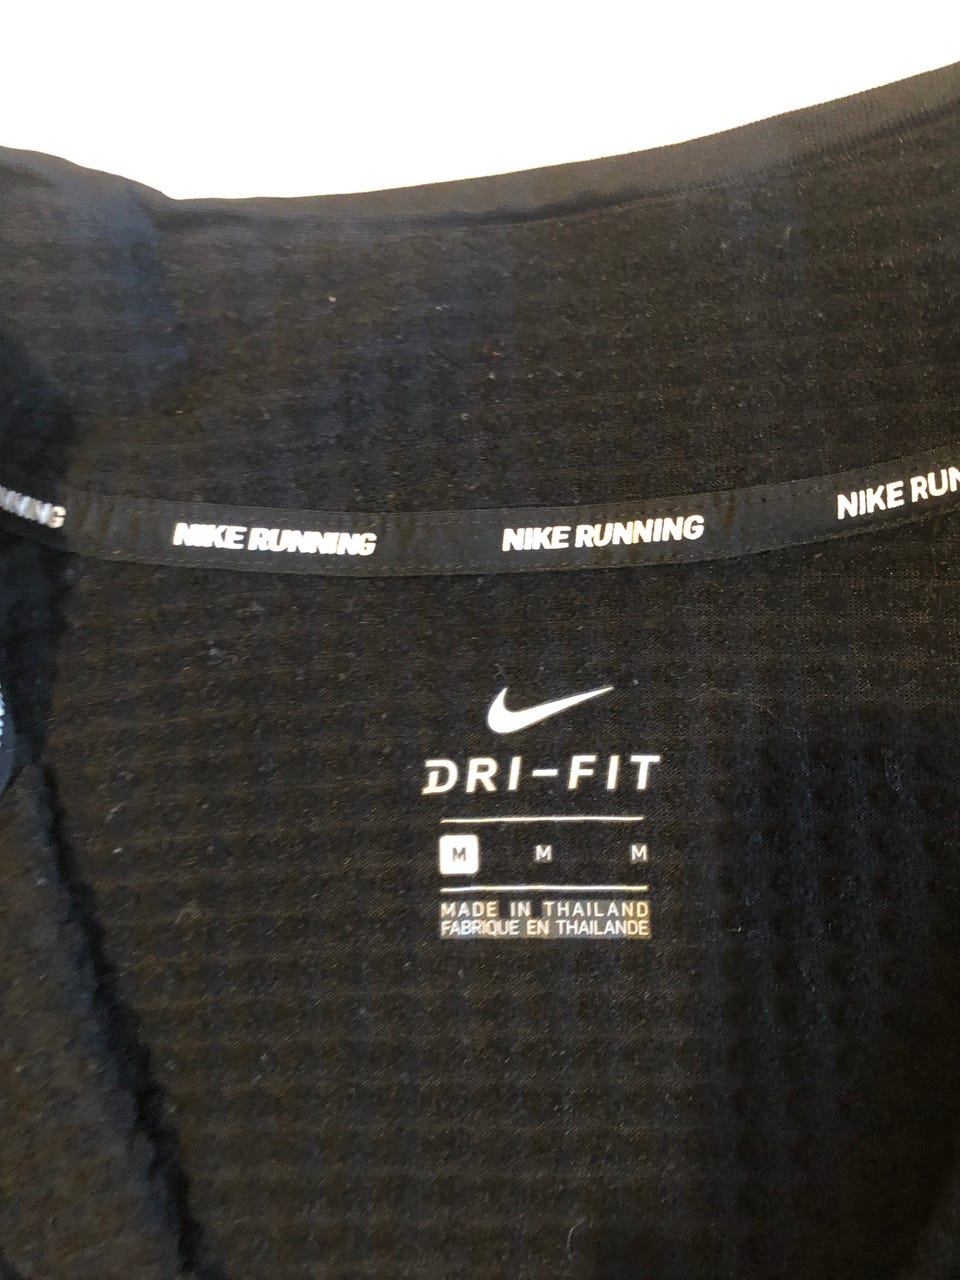 NIKE RUNNING NIKE RUNNING NIKE RUN
DRI-FIT
M M M
MADE IN THAILAND
FABRIQUE EN THAILANDE